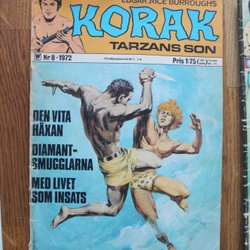 EDGAR RICE BURROUGHS
KORAK
TARZANS SON
Nr 8 · 1972
Pris 1:75
DEN VITA
HÄXAN
DIAMANT-
SMUGGLARNA
MED LIVET
SOM INSATS